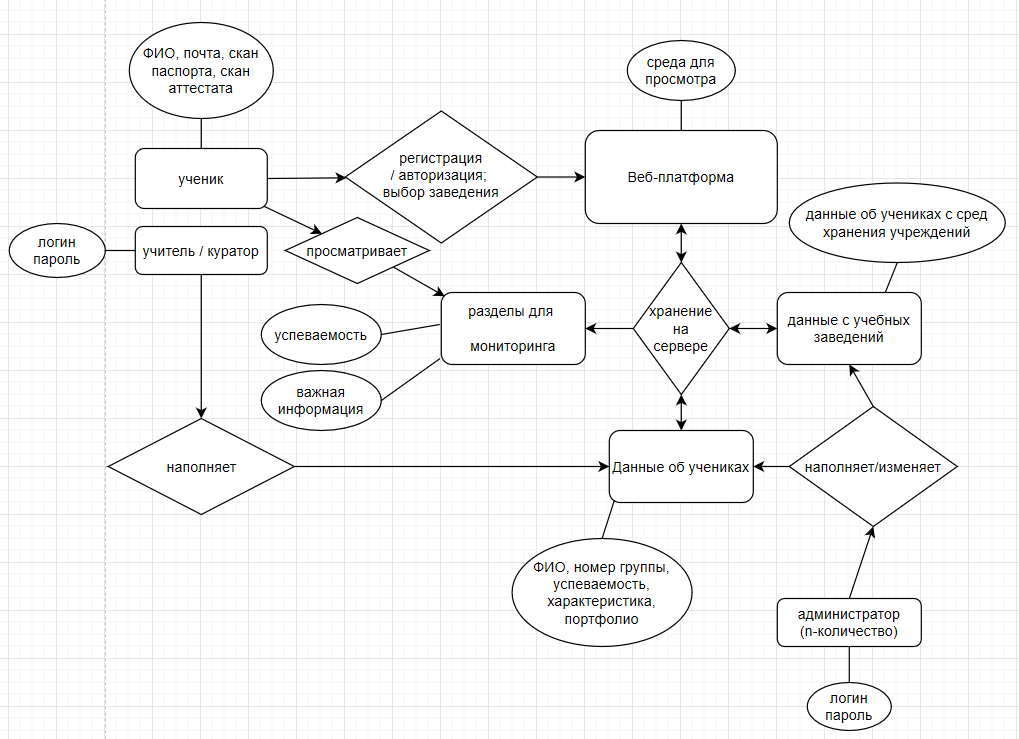 ФИО, почта, скан
паспорта, скан
аттестата
среда для
просмотра
ученик
регистрация
/ авторизация;
выбор заведения
Веб-платформа
данные об учениках с сред
хранения учреждений
логин
пароль
учитель / куратор
просматривает
разделы для
мониторинга
хранение
на
сервере
данные с учебных
заведений
успеваемость
важная
информация
наполняет
Данные об учениках
наполняет/изменяет
ФИО, номер группы,
успеваемость,
характеристика,
портфолио
администратор
(n-количество)
логин
пароль